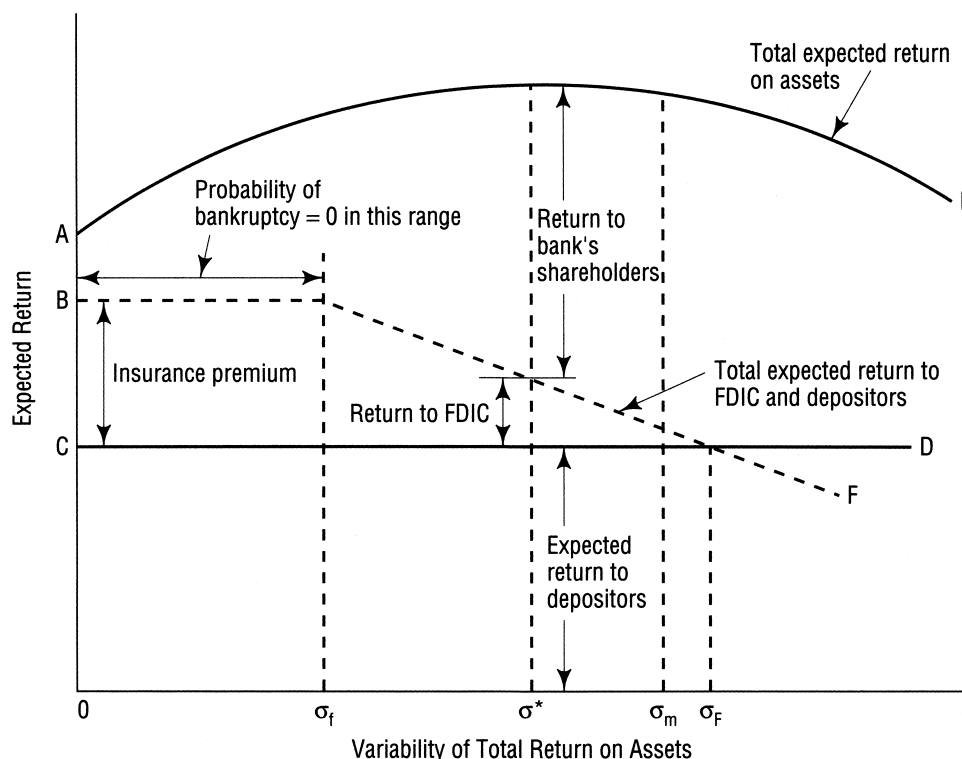 Total expected return
on assets
Probability of
bankruptcy = 0 in this range
A
Return to
bank's
shareholders
B
Expected Return
Insurance premium
Total expected return to
FDIC and depositors
Return to FDIC
C
D
F
Expected
return to
depositors
0
σf
σ*
σm
σF
Variability of Total Return on Assets